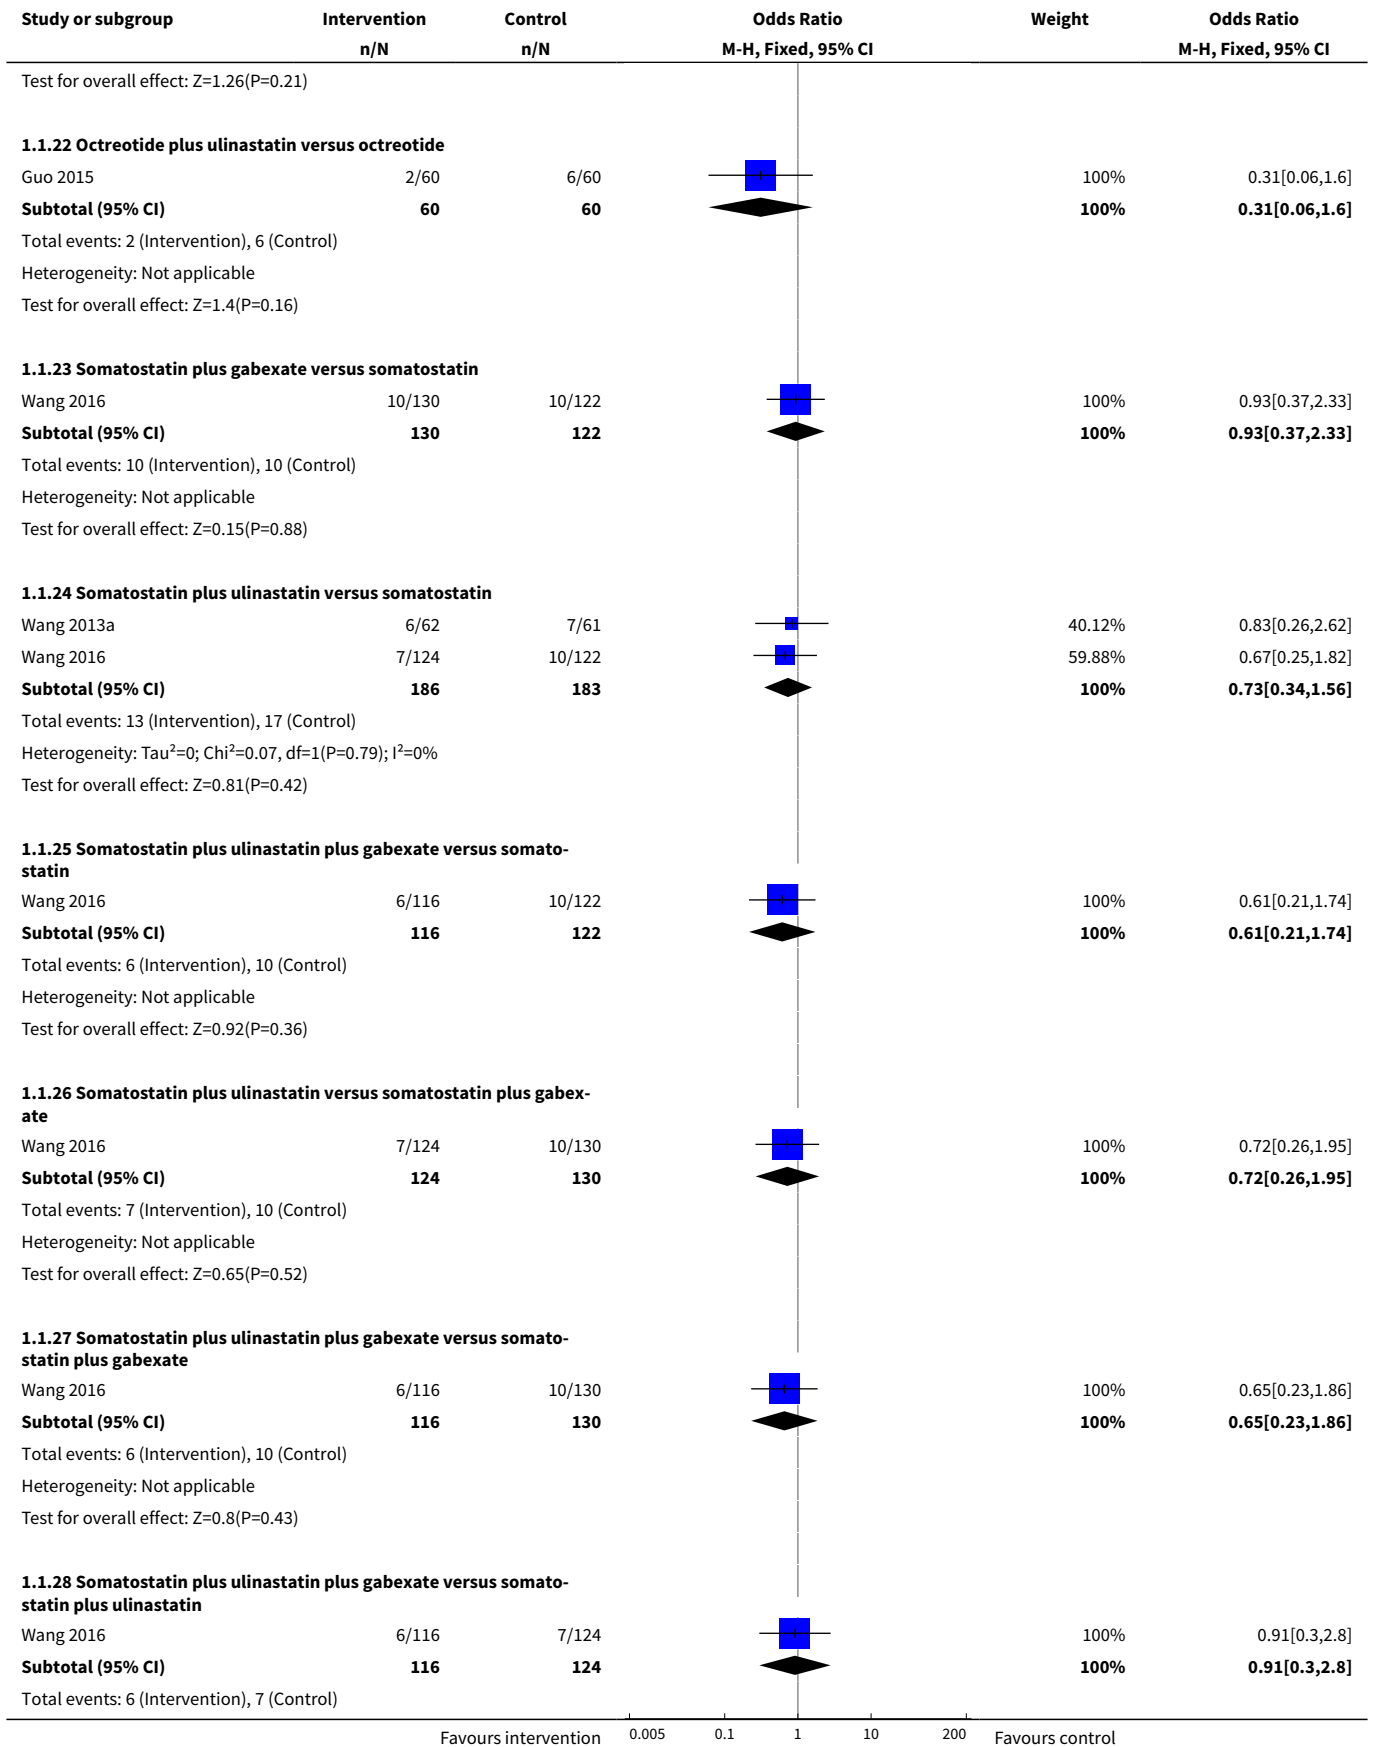 Study or subgroup Intervention Control Odds Ratio Weight Odds Ratio
n/N n/N M-H, Fixed, 95% CI M-H, Fixed, 95% CI
Test for overall effect: Z=1.26(P=0.21)
1.1.22 Octreotide plus ulinastatin versus octreotide
Guo 2015 2/60 6/60 100% 0.31[0.06,1.6]
Subtotal (95% CI) 60 60 100% 0.31[0.06,1.6]
Total events: 2 (Intervention), 6 (Control)
Heterogeneity: Not applicable
Test for overall effect: Z=1.4(P=0.16)
1.1.23 Somatostatin plus gabexate versus somatostatin
Wang 2016 10/130 10/122 100% 0.93[0.37,2.33]
Subtotal (95% CI) 130 122 100% 0.93[0.37,2.33]
Total events: 10 (Intervention), 10 (Control)
Heterogeneity: Not applicable
Test for overall effect: Z=0.15(P=0.88)
1.1.24 Somatostatin plus ulinastatin versus somatostatin
Wang 2013a 6/62 7/61 40.12% 0.83[0.26,2.62]
Wang 2016 7/124 10/122 59.88% 0.67[0.25,1.82]
Subtotal (95% CI) 186 183 100% 0.73[0.34,1.56]
Total events: 13 (Intervention), 17 (Control)
Heterogeneity: Tau²=0; Chi²=0.07, df=1(P=0.79); I²=0%
Test for overall effect: Z=0.81(P=0.42)
1.1.25 Somatostatin plus ulinastatin plus gabexate versus somato-
statin
Wang 2016 6/116 10/122 100% 0.61[0.21,1.74]
Subtotal (95% CI) 116 122 100% 0.61[0.21,1.74]
Total events: 6 (Intervention), 10 (Control)
Heterogeneity: Not applicable
Test for overall effect: Z=0.92(P=0.36)
1.1.26 Somatostatin plus ulinastatin versus somatostatin plus gabex-
ate
Wang 2016 7/124 10/130 100% 0.72[0.26,1.95]
Subtotal (95% CI) 124 130 100% 0.72[0.26,1.95]
Total events: 7 (Intervention), 10 (Control)
Heterogeneity: Not applicable
Test for overall effect: Z=0.65(P=0.52)
1.1.27 Somatostatin plus ulinastatin plus gabexate versus somato-
statin plus gabexate
Wang 2016 6/116 10/130 100% 0.65[0.23,1.86]
Subtotal (95% CI) 116 130 100% 0.65[0.23,1.86]
Total events: 6 (Intervention), 10 (Control)
Heterogeneity: Not applicable
Test for overall effect: Z=0.8(P=0.43)
1.1.28 Somatostatin plus ulinastatin plus gabexate versus somato-
statin plus ulinastatin
Wang 2016 6/116 7/124 100% 0.91[0.3,2.8]
Subtotal (95% CI) 116 124 100% 0.91[0.3,2.8]
Total events: 6 (Intervention), 7 (Control)
Favours intervention 0.005 0.1 1 10 200 Favours control